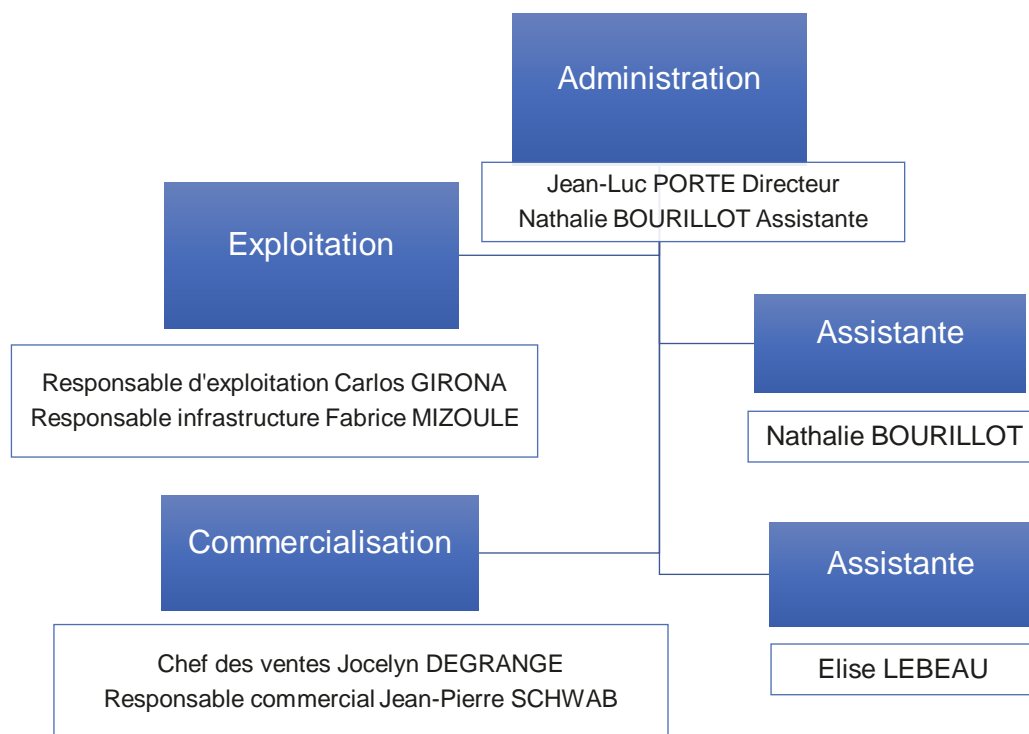 Administration
Jean-Luc PORTE Directeur
Nathalie BOURILLOT Assistante
Exploitation
Responsable d'exploitation Carlos GIRONA
Responsable infrastructure Fabrice MIZOULE
Assistante
Nathalie BOURILLOT
Commercialisation
Chef des ventes Jocelyn DEGRANGE
Responsable commercial Jean-Pierre SCHWAB
Assistante
Elise LEBEAU